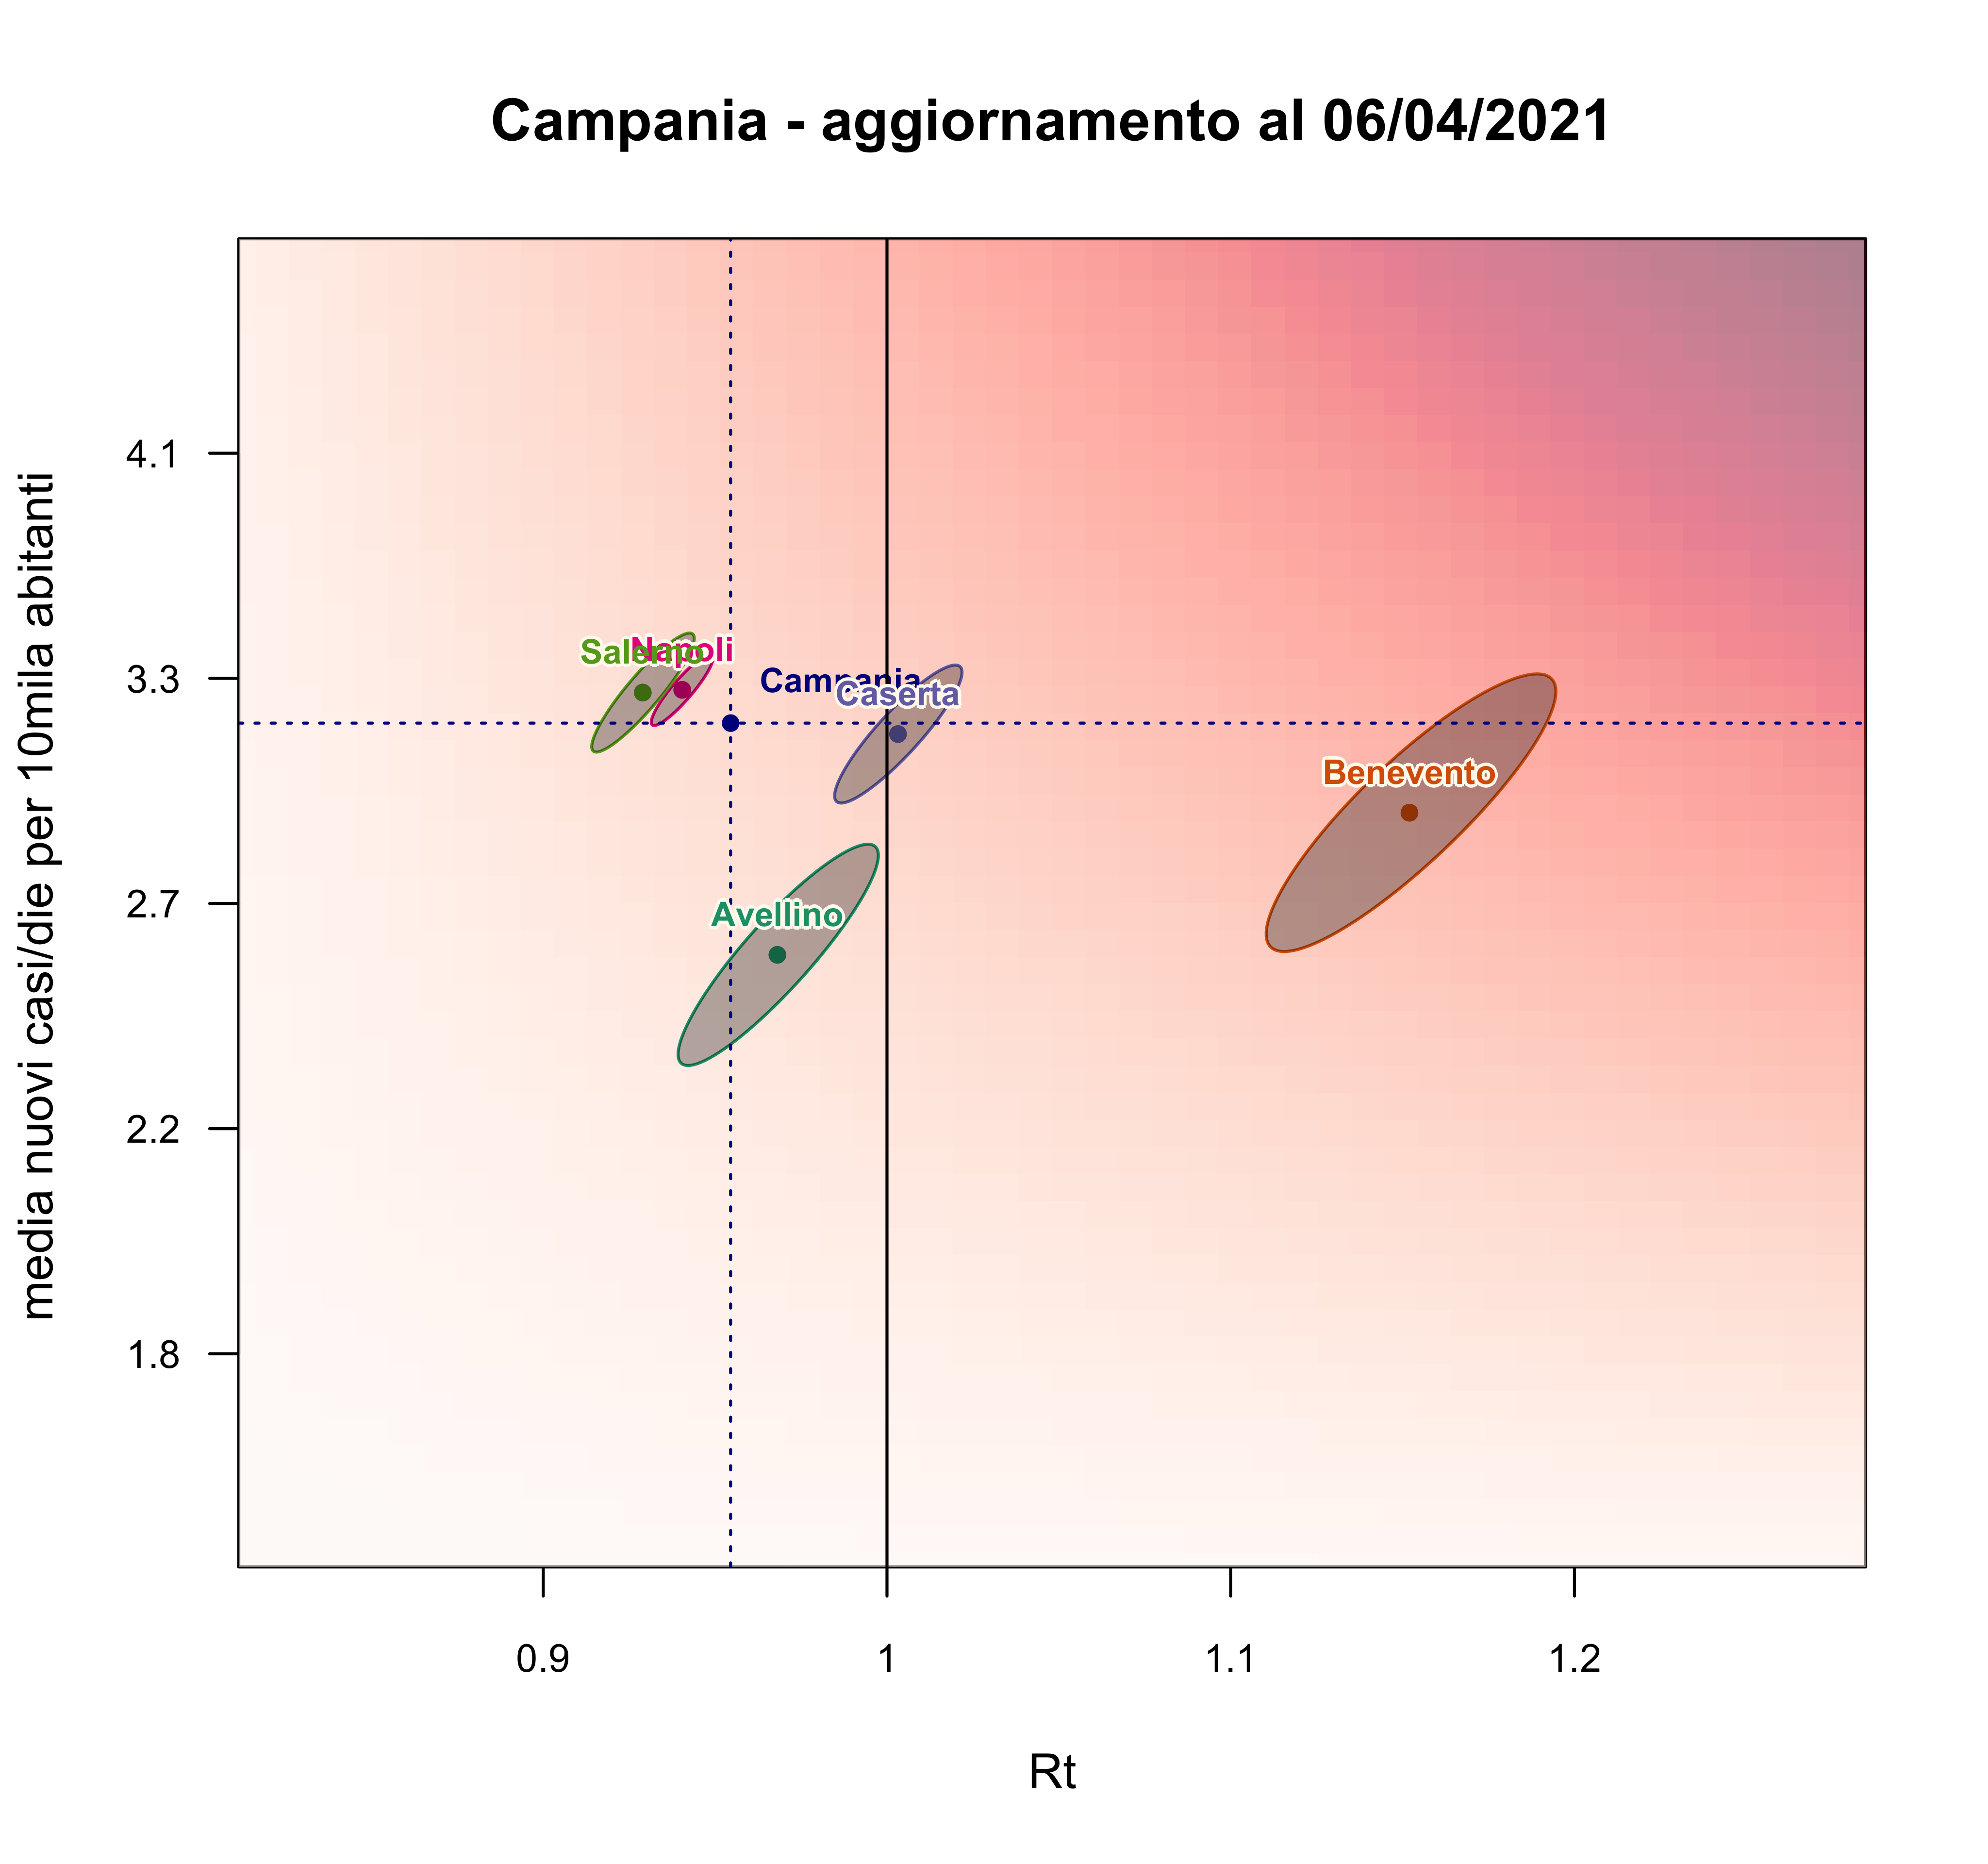 Campania - aggiornamento al 06/04/2021
media nuovi casi/die per 10mila abitanti
4.1
3.3
2.7
2.2
1.8
Salerno
Napoli
Campania
Caserta
Benevento
Avellino
0.9
1
1.1
1.2
Rt